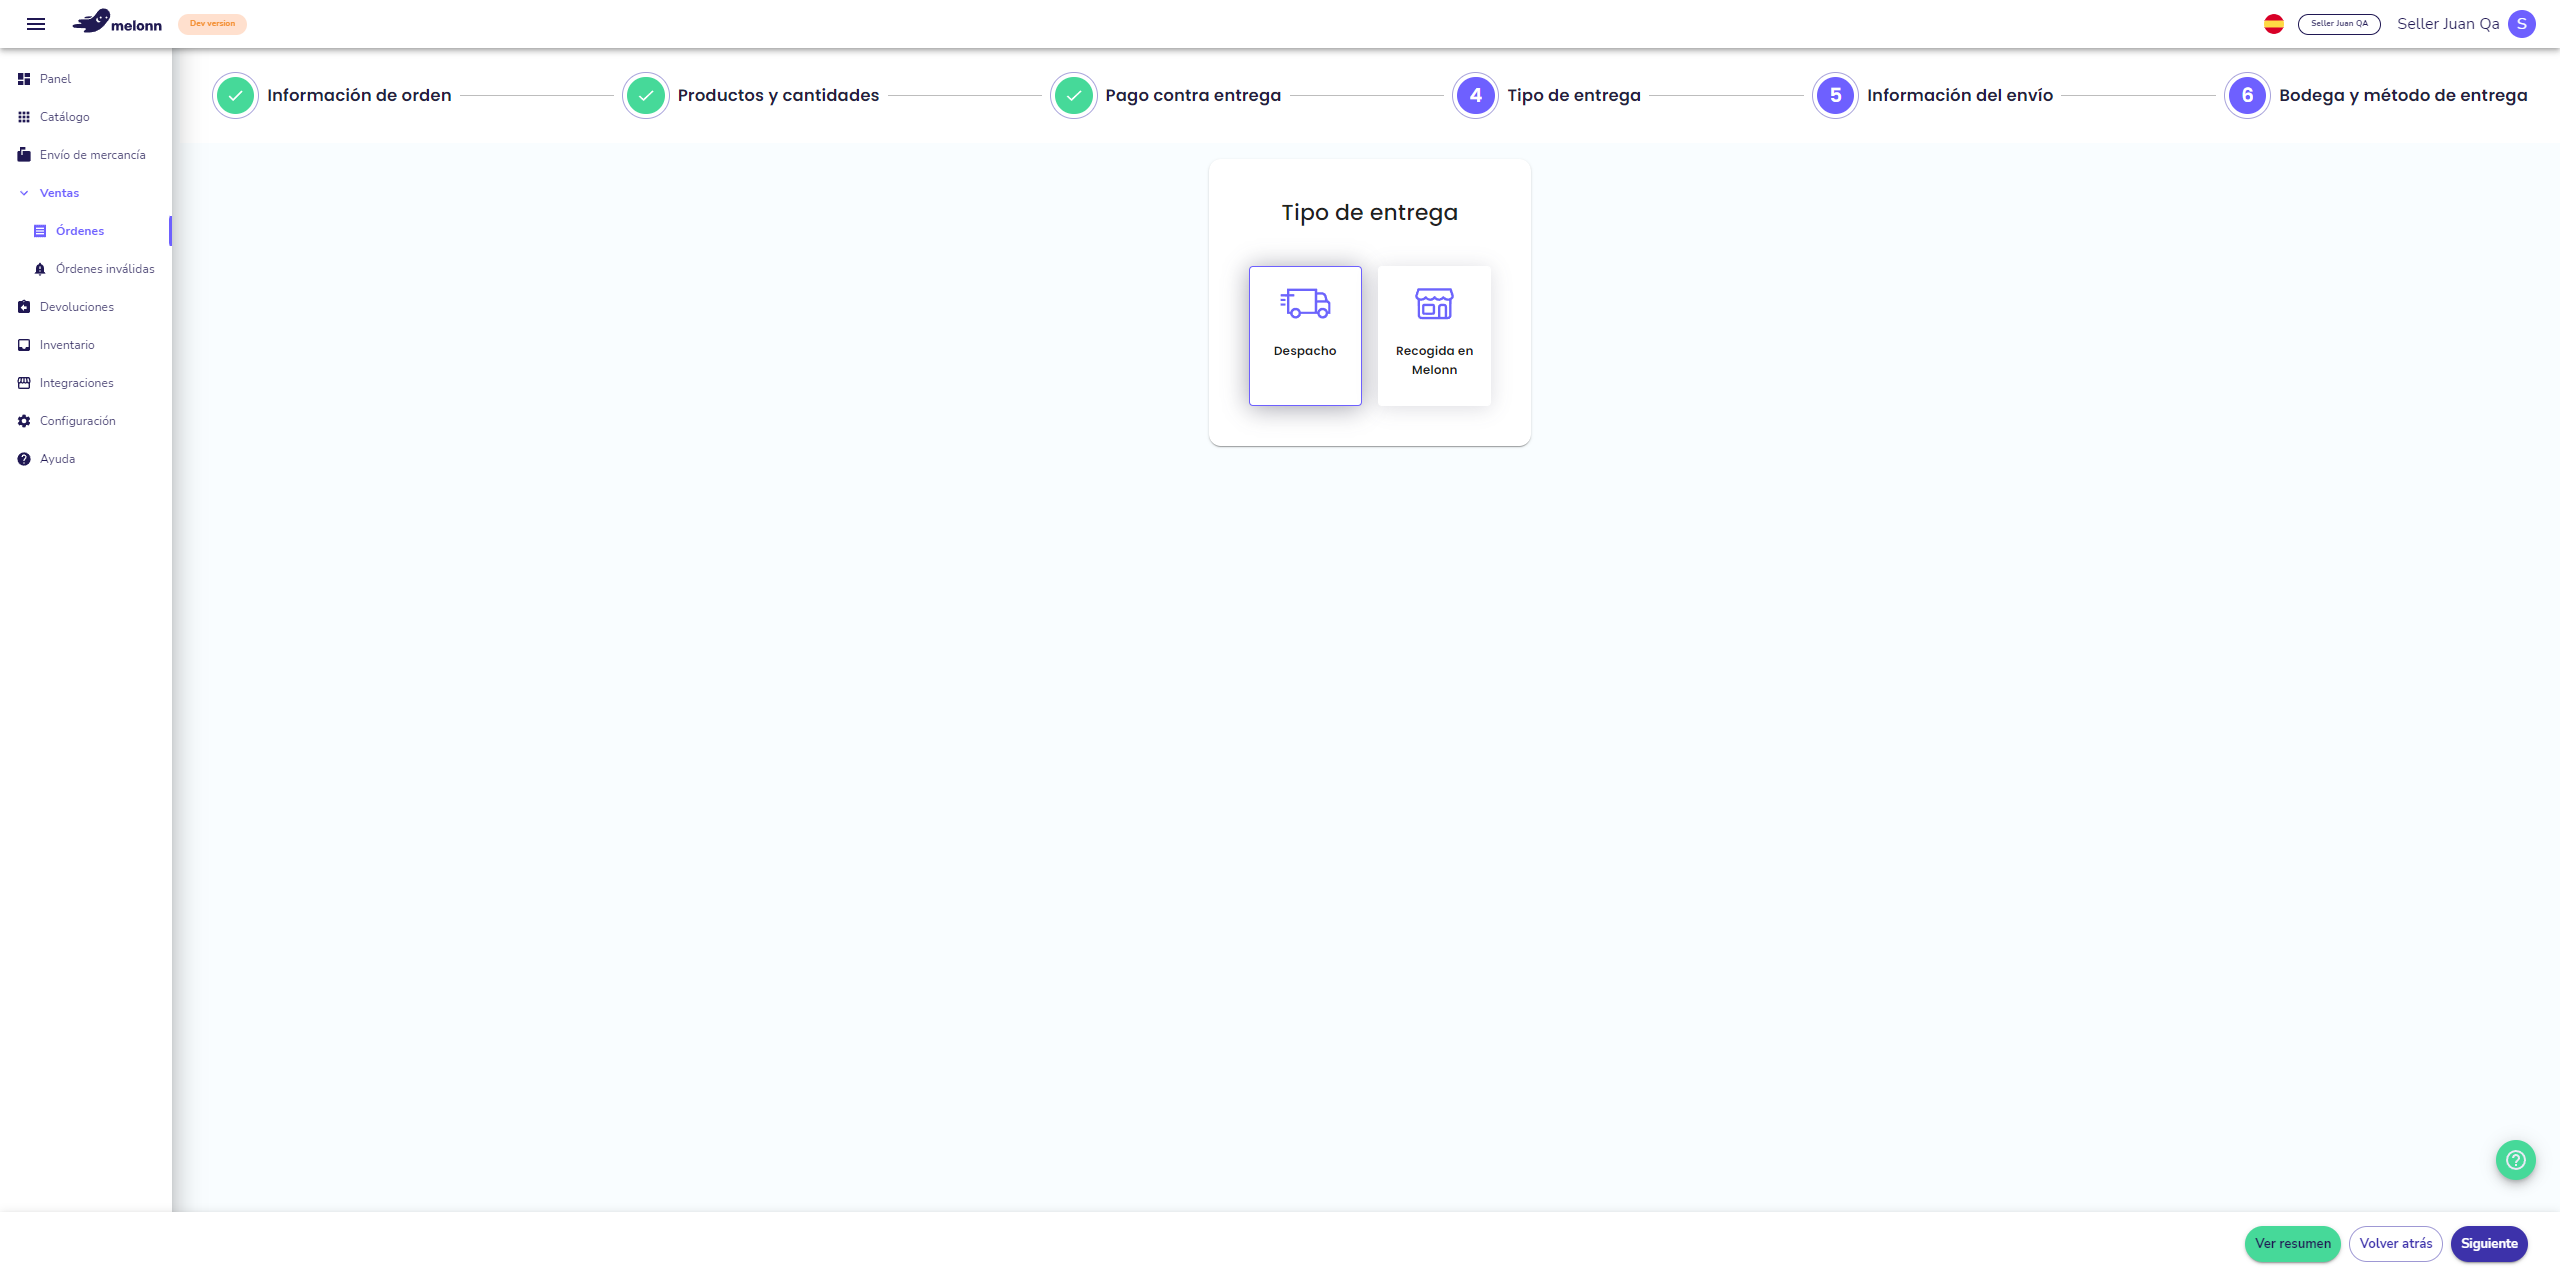 melonn
Dev version
Seller Juan QA
Seller Juan Qa
S
Panel
Catálogo
Envío de mercancía
Ventas
Órdenes
Órdenes inválidas
Devoluciones
Inventario
Integraciones
Configuración
Ayuda
Información de orden
Productos y cantidades
Pago contra entrega
4 Tipo de entrega
5 Información del envío
6 Bodega y método de entrega
Tipo de entrega
Despacho
Recogida en
Melonn
Ver resumen
Volver atrás
Siguiente